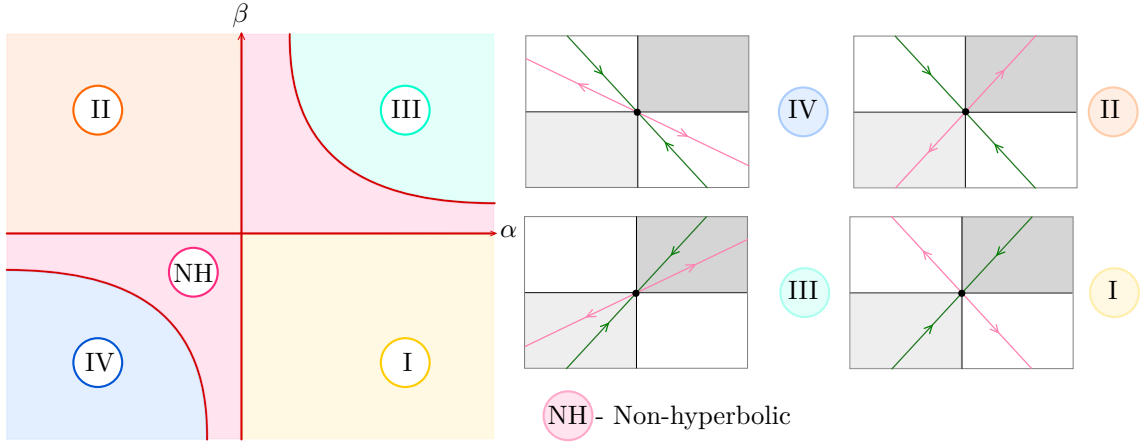 β
II
III
IV
II
α
NH
III
I
IV
I
NH - Non-hyperbolic